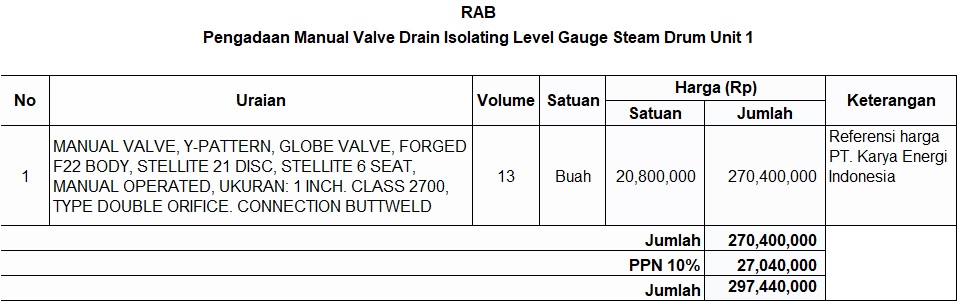 RAB
Pengadaan Manual Valve Drain Isolating Level Gauge Steam Drum Unit 1
No Uraian Volume Satuan Harga (Rp) Keterangan
Satuan Jumlah
1 MANUAL VALVE, Y-PATTERN, GLOBE VALVE, FORGED
F22 BODY, STELLITE 21 DISC, STELLITE 6 SEAT,
MANUAL OPERATED, UKURAN: 1 INCH. CLASS 2700,
TYPE DOUBLE ORIFICE. CONNECTION BUTTWELD
13 Buah 20,800,000 270,400,000
Referensi harga
PT. Karya Energi
Indonesia
Jumlah 270,400,000
PPN 10% 27,040,000
Jumlah 297,440,000